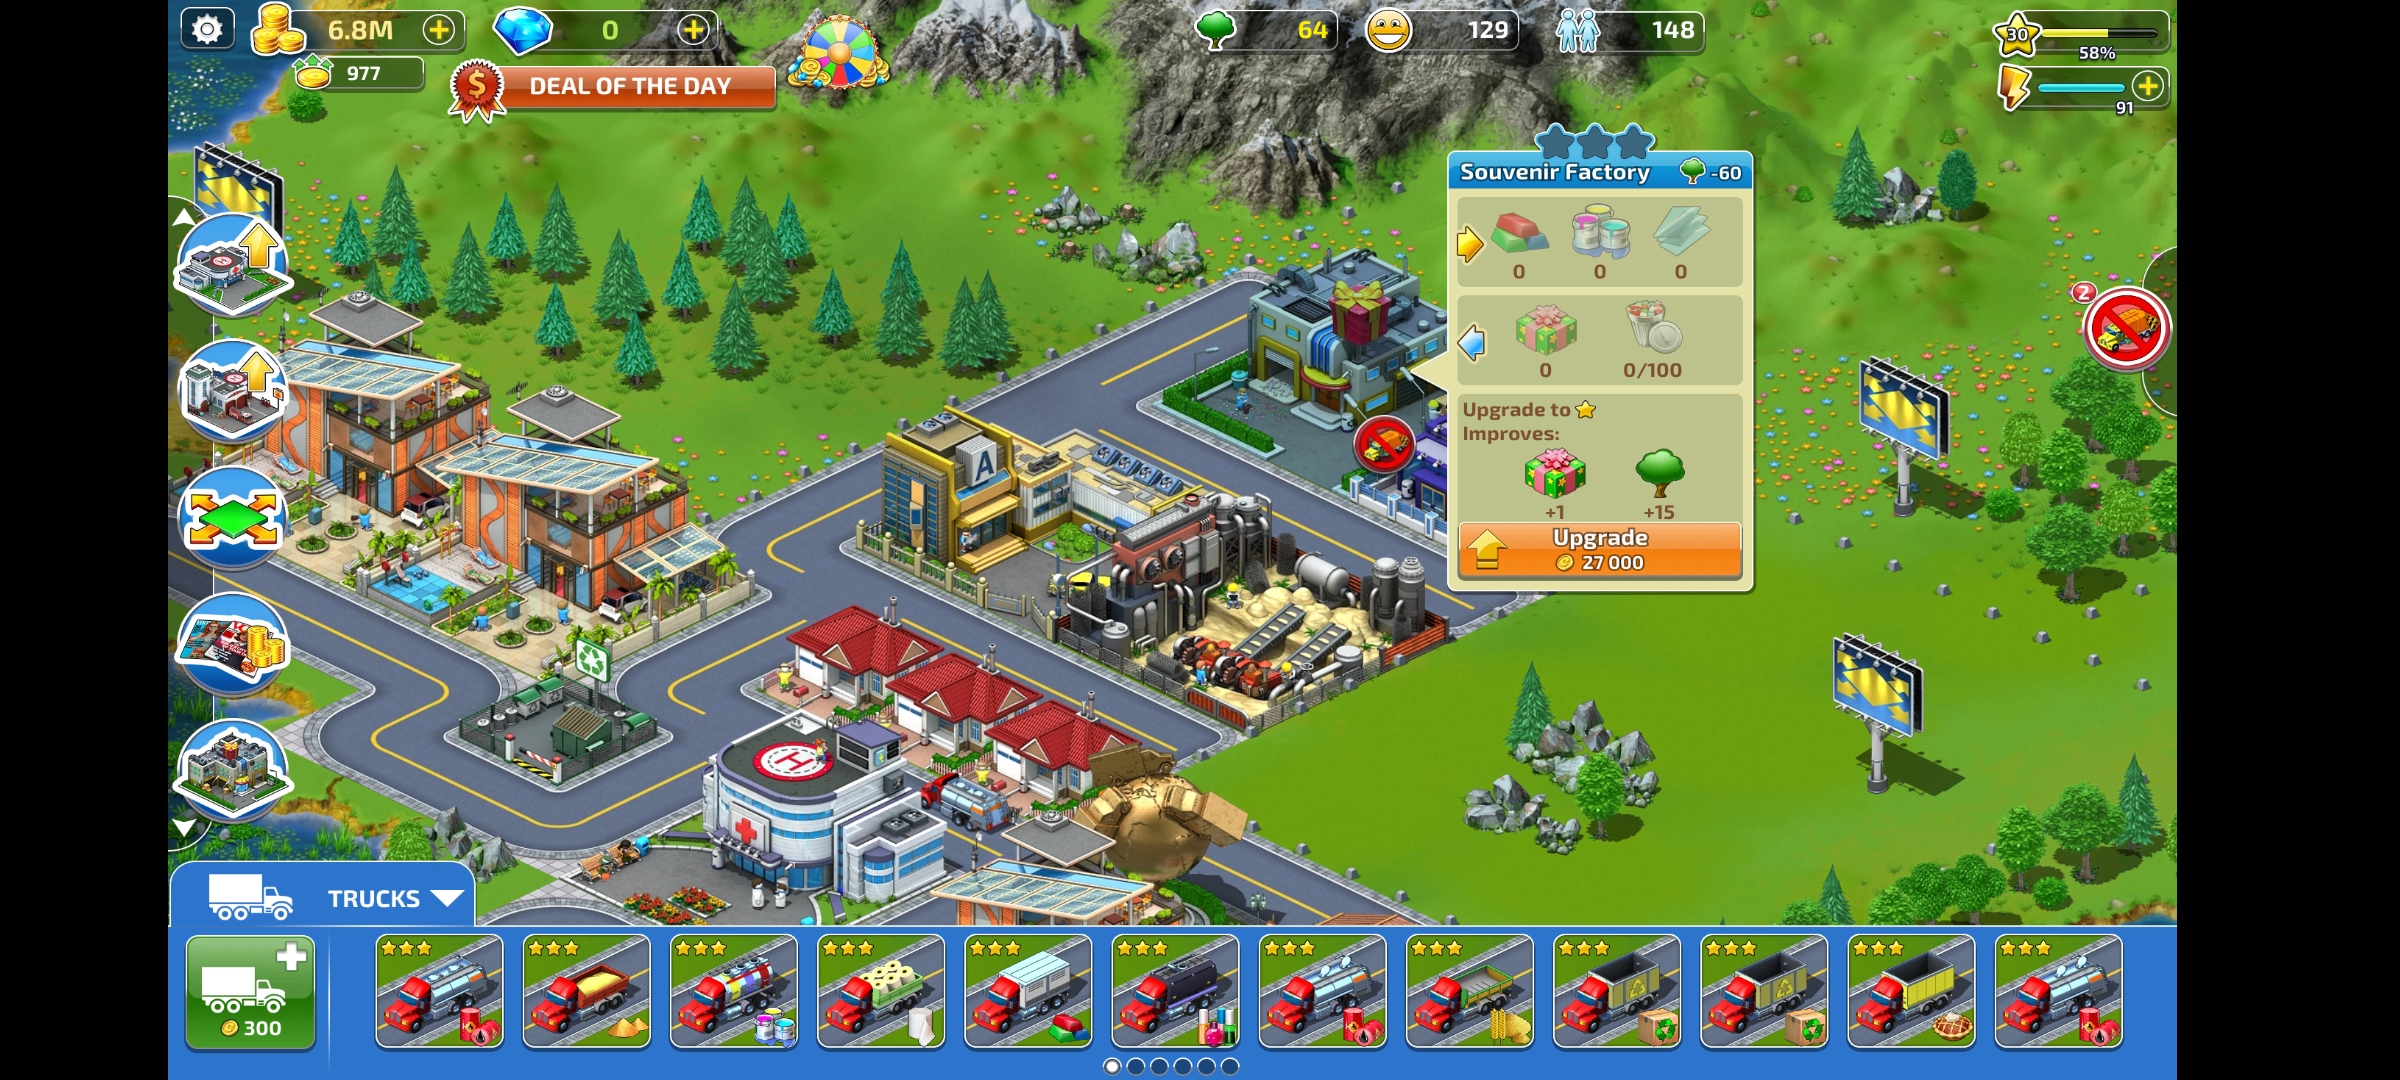 6.8M
0
64
129
148
30
58%
977
DEAL OF THE DAY
91
Souvenir Factory
-60
0
0
0
0
0/100
Upgrade to
Improves:
+1
+15
Upgrade
27 000
2
A
H
TRUCKS
300